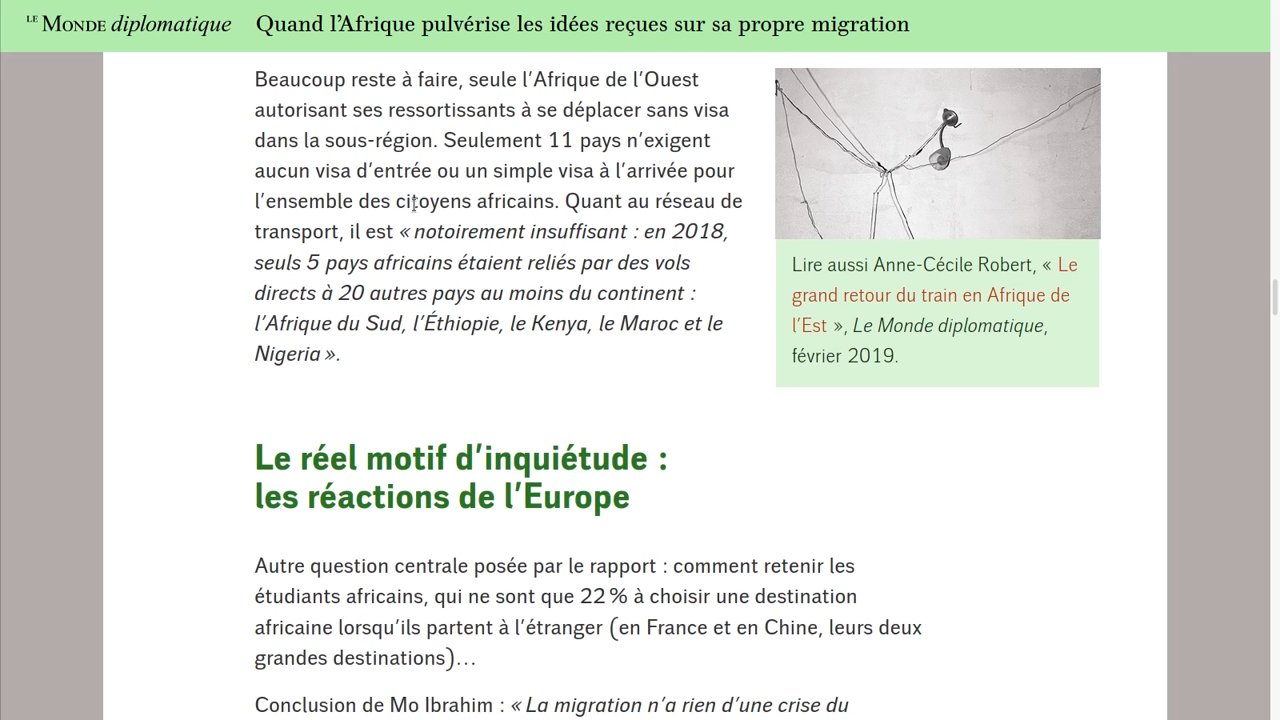 LE MONDE diplomatique Quand l’Afrique pulvérise les idées reçues sur sa propre migration
Beaucoup reste à faire, seule l’Afrique de l’Ouest
autorisant ses ressortissants à se déplacer sans visa
dans la sous-région. Seulement 11 pays n’exigent
aucun visa d’entrée ou un simple visa à l’arrivée pour
l’ensemble des citoyens africains. Quant au réseau de
transport, il est « notoirement insuffisant : en 2018,
seuls 5 pays africains étaient reliés par des vols
directs à 20 autres pays au moins du continent :
l’Afrique du Sud, l’Éthiopie, le Kenya, le Maroc et le
Nigeria ».
Lire aussi Anne-Cécile Robert, « Le
grand retour du train en Afrique de
l’Est », Le Monde diplomatique,
février 2019.
Le réel motif d’inquiétude :
les réactions de l’Europe
Autre question centrale posée par le rapport : comment retenir les
étudiants africains, qui ne sont que 22 % à choisir une destination
africaine lorsqu’ils partent à l’étranger (en France et en Chine, leurs deux
grandes destinations)…
Conclusion de Mo Ibrahim : « La migration n’a rien d’une crise du